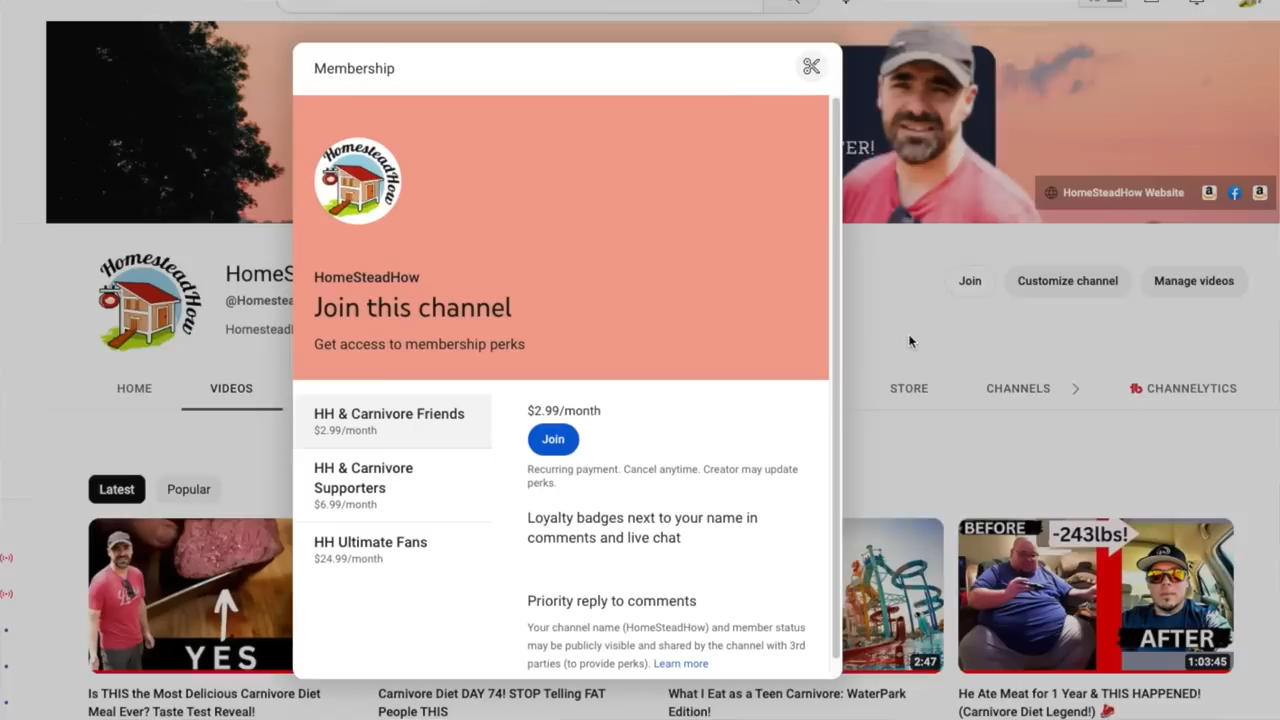 Membership
ER!
HomeSteadHow Website
HomesteadHow
HomeSteadHow
Join this channel
Get access to membership perks
HomesteadHow
HomeS
@Homestea
Homestead
Join
Customize channel
Manage videos
HOME
VIDEOS
STORE
CHANNELS
CHANNELYTICS
HH & Carnivore Friends
$2.99/month
HH & Carnivore
Supporters
$6.99/month
HH Ultimate Fans
$24.99/month
$2.99/month
Join
Recurring payment. Cancel anytime. Creator may update
perks.
Loyalty badges next to your name in
comments and live chat
Priority reply to comments
Your channel name (HomeSteadHow) and member status
may be publicly visible and shared by the channel with 3rd
parties (to provide perks). Learn more
Latest
Popular
YES
2:47
BEFORE
-243lbs!
AFTER
1:03:45
Is THIS the Most Delicious Carnivore Diet
Meal Ever? Taste Test Reveal!
Carnivore Diet DAY 74! STOP Telling FAT
People THIS
What I Eat as a Teen Carnivore: WaterPark
Edition!
He Ate Meat for 1 Year & THIS HAPPENED!
(Carnivore Diet Legend!)